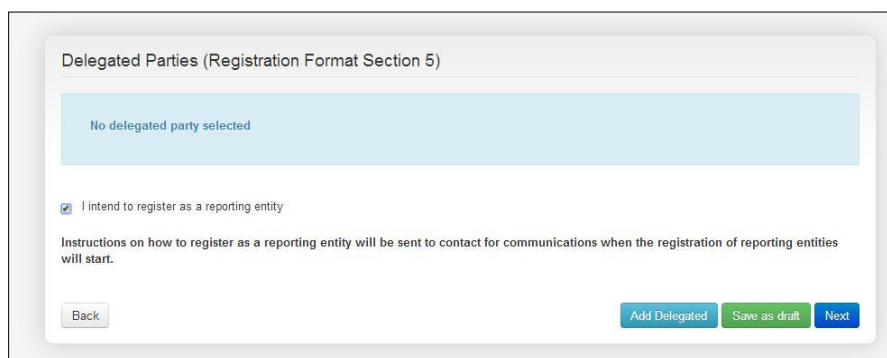 Delegated Parties (Registration Format Section 5)
No delegated party selected
I intend to register as a reporting entity
Instructions on how to register as a reporting entity will be sent to contact for communications when the registration of reporting entities
will start.
Back Add Delegated Save as draft Next